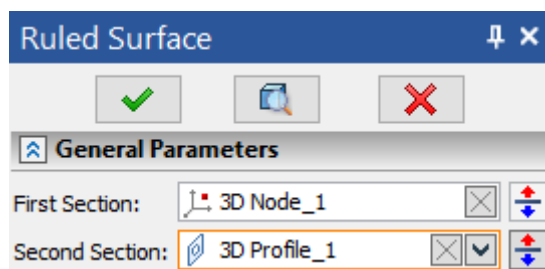 Ruled Surface
General Parameters
First Section: 3D Node_1
Second Section: 3D Profile_1